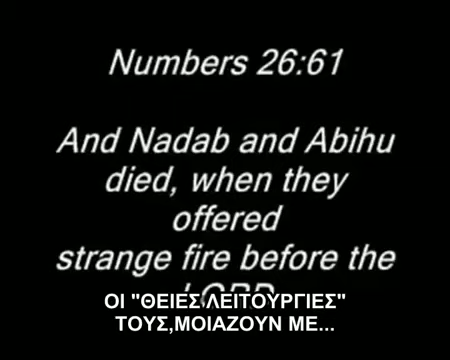 Numbers 26:61
And Nadab and Abihu
died, when they
offered
strange fire before the
LORD
ΟΙ "ΘΕΙΕΣ ΛΕΙΤΟΥΡΓΙΕΣ"
ΤΟΥΣ,ΜΟΙΑΖΟΥΝ ΜΕ...